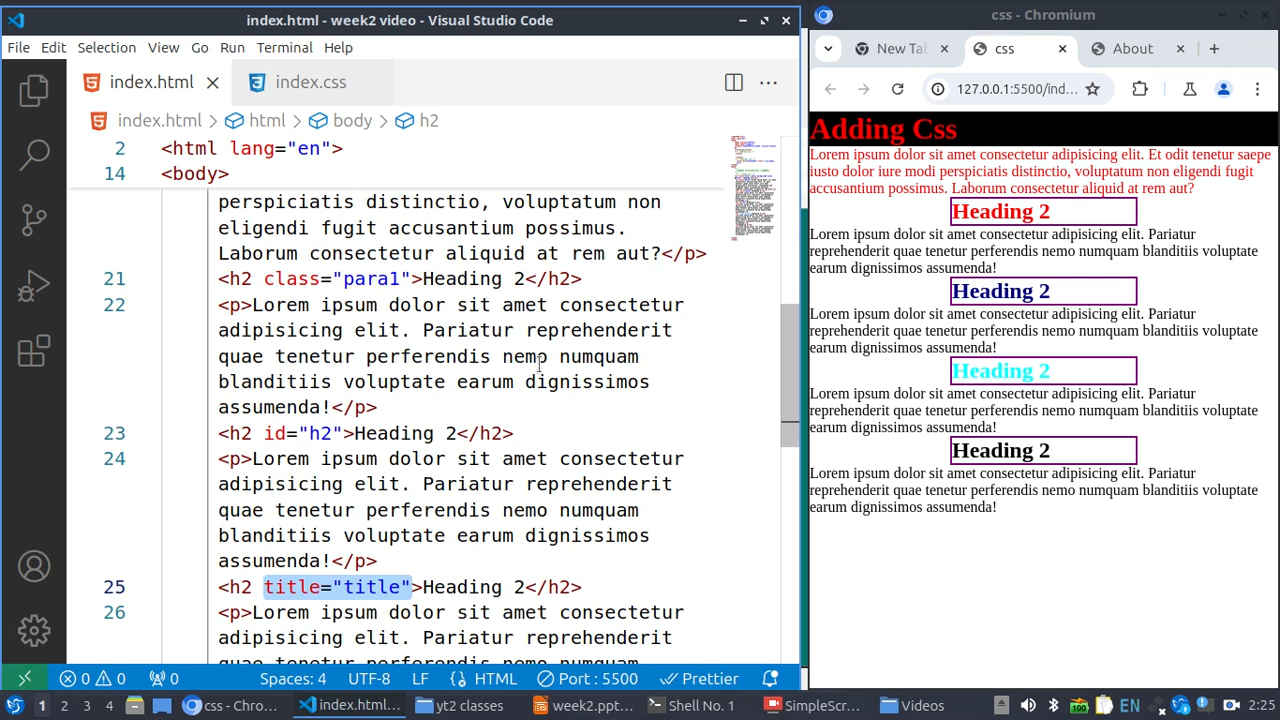 index.html - week2 video - Visual Studio Code
File Edit Selection View Go Run Terminal Help
index.html
index.css
index.html > html > body > h2
2 <html lang="en">
14 <body>
perspiciatis distinctio, voluptatum non
eligendi fugit accusantium possimus.
Laborum consectetur aliquid at rem aut?</p>
21 <h2 class="para1">Heading 2</h2>
22 <p>Lorem ipsum dolor sit amet consectetur
adipisicing elit. Pariatur reprehenderit
quae tenetur perferendis nemo numquam
blanditiis voluptate earum dignissimos
assumenda!</p>
23 <h2 id="h2">Heading 2</h2>
24 <p>Lorem ipsum dolor sit amet consectetur
adipisicing elit. Pariatur reprehenderit
quae tenetur perferendis nemo numquam
blanditiis voluptate earum dignissimos
assumenda!</p>
25 <h2 title="title">Heading 2</h2>
26 <p>Lorem ipsum dolor sit amet consectetur
adipisicing elit. Pariatur reprehenderit
quae tenetur perferendis nemo numquam
0 0 0 Spaces: 4 UTF-8 LF HTML Port : 5500 Prettier
css - Chromium
New Tab css About
127.0.0.1:5500/ind...
Adding Css
Lorem ipsum dolor sit amet consectetur adipisicing elit. Et odit tenetur saepe
iusto dolor iure modi perspiciatis distinctio, voluptatum non eligendi fugit
accusantium possimus. Laborum consectetur aliquid at rem aut?
Heading 2
Lorem ipsum dolor sit amet consectetur adipisicing elit. Pariatur
reprehenderit quae tenetur perferendis nemo numquam blanditiis voluptate
earum dignissimos assumenda!
Heading 2
Lorem ipsum dolor sit amet consectetur adipisicing elit. Pariatur
reprehenderit quae tenetur perferendis nemo numquam blanditiis voluptate
earum dignissimos assumenda!
Heading 2
Lorem ipsum dolor sit amet consectetur adipisicing elit. Pariatur
reprehenderit quae tenetur perferendis nemo numquam blanditiis voluptate
earum dignissimos assumenda!
Heading 2
Lorem ipsum dolor sit amet consectetur adipisicing elit. Pariatur
reprehenderit quae tenetur perferendis nemo numquam blanditiis voluptate
earum dignissimos assumenda!
1 2 3 4 css - Chro... index.html... yt2 classes week2.ppt... Shell No. 1 SimpleScr... Videos 100 EN 2:25